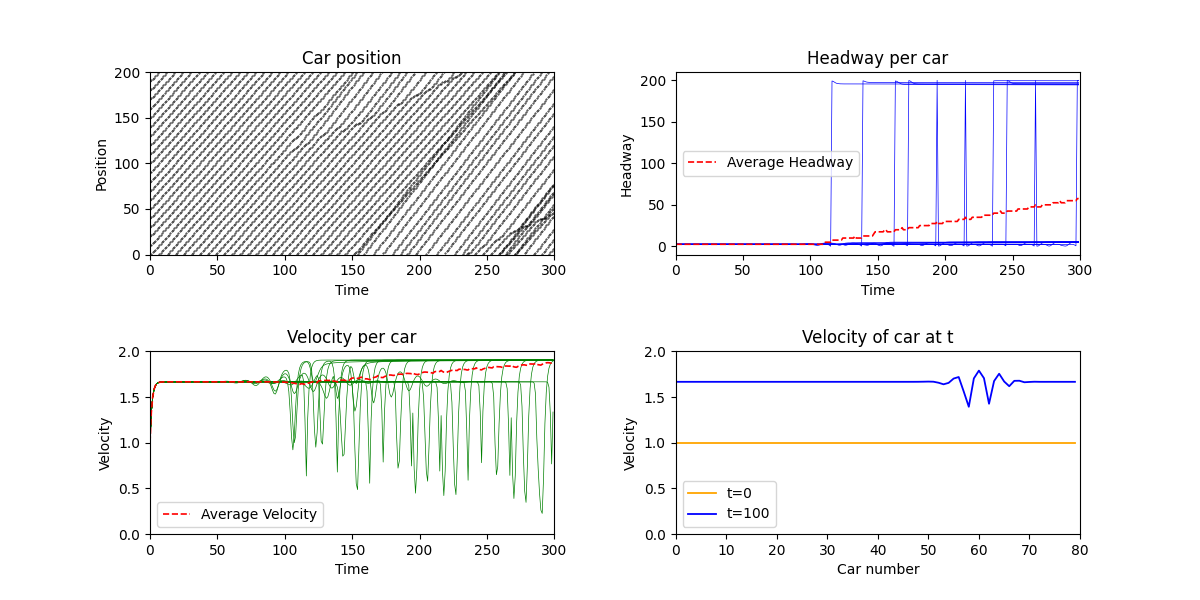 Car position
200
150
100
50
0
Position
0 50 100 150 200 250 300
Time
Headway per car
200
150
100
50
0
Headway
Average Headway
0 50 100 150 200 250 300
Time
Velocity per car
2.0
1.5
1.0
0.5
0.0
Velocity
Average Velocity
0 50 100 150 200 250 300
Time
Velocity of car at t
2.0
1.5
1.0
0.5
0.0
Velocity
t=0
t=100
0 10 20 30 40 50 60 70 80
Car number